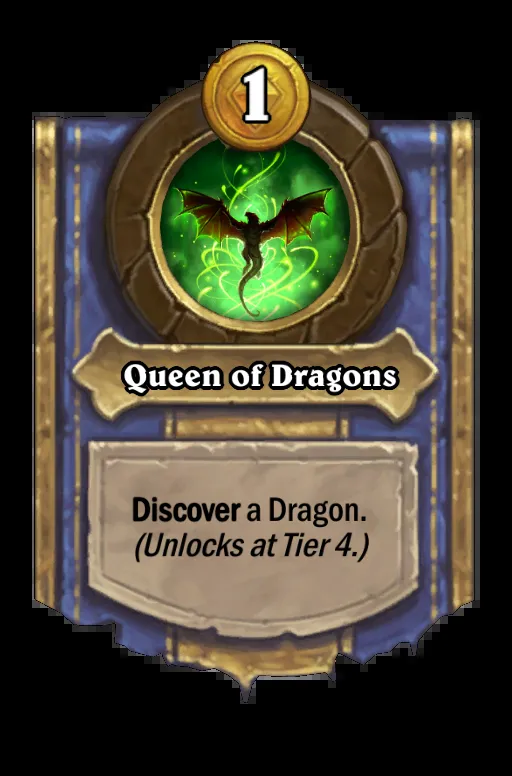 1
Queen of Dragons
Discover a Dragon.
(Unlocks at Tier 4.)